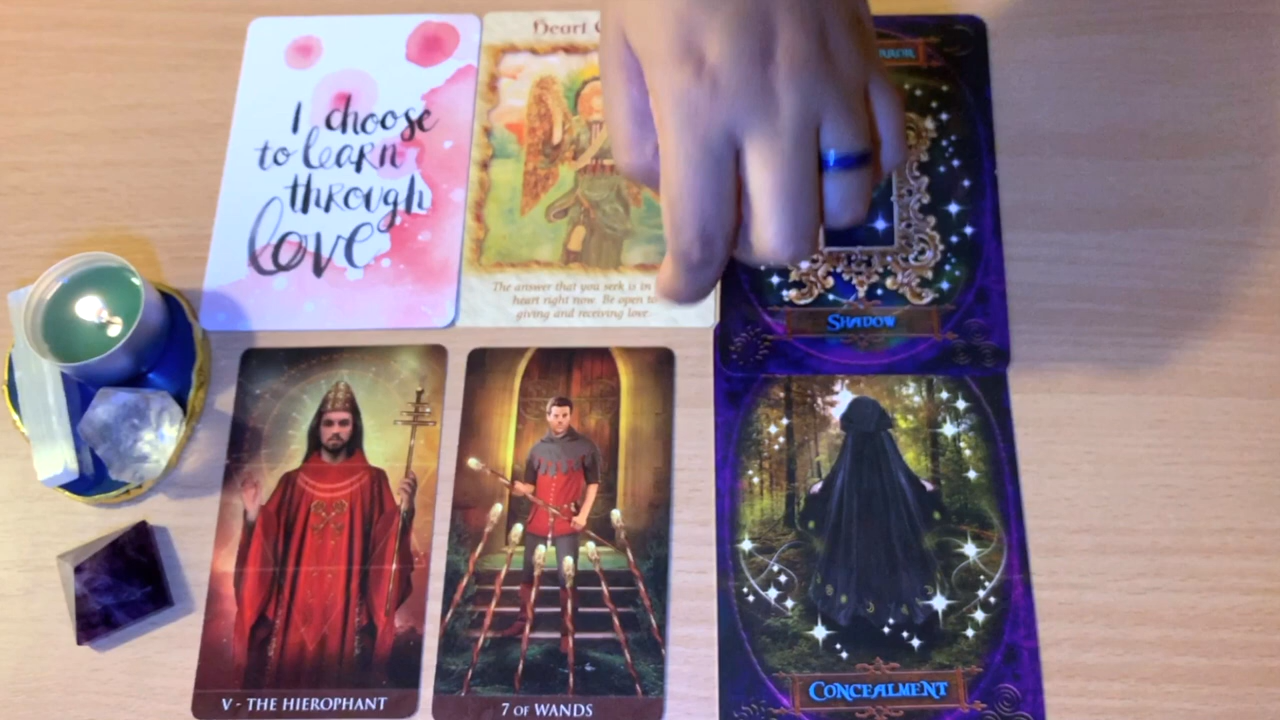 I choose
to learn
through
love
Heart
The answer that you seek is in
heart right now. Be open to
giving and receiving love.
SHADOW
V - THE HIEROPHANT
7 OF WANDS
CONCEALMENT